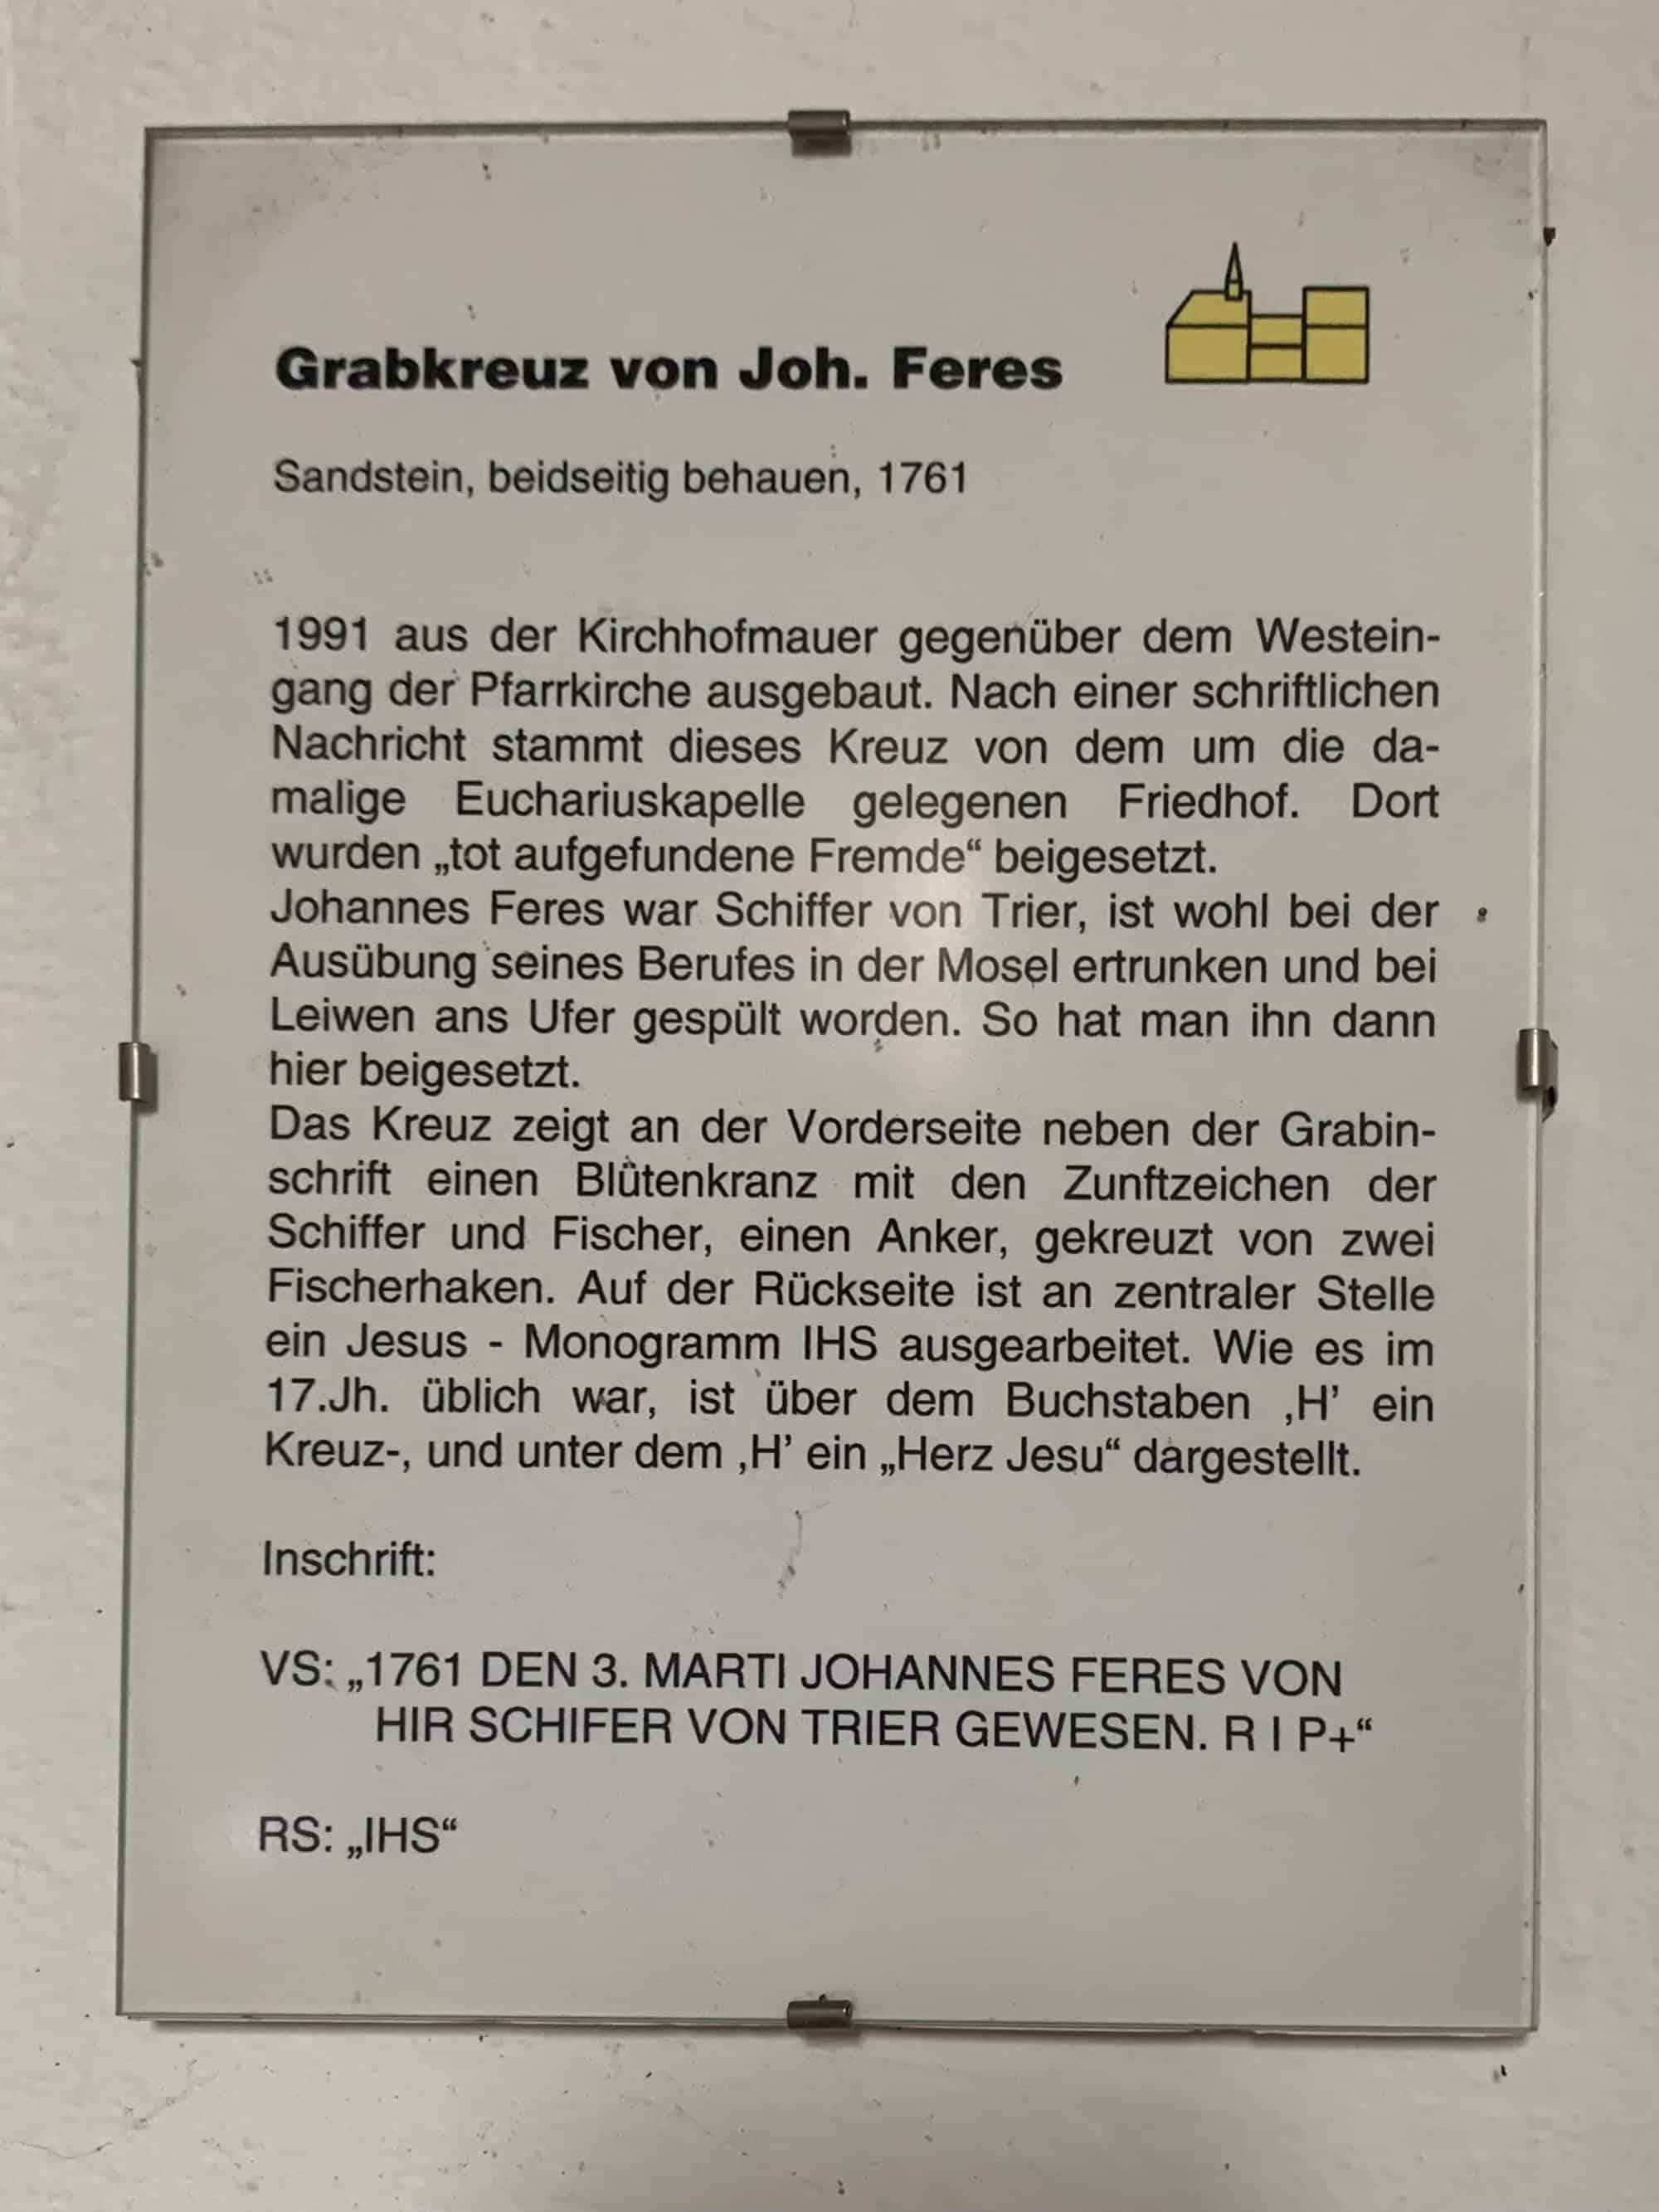 Grabkreuz von Joh. Feres
Sandstein, beidseitig behauen, 1761
1991 aus der Kirchhofmauer gegenüber dem Westein-
gang der Pfarrkirche ausgebaut. Nach einer schriftlichen
Nachricht stammt dieses Kreuz von dem um die da-
malige Euchariuskapelle gelegenen Friedhof. Dort
wurden „tot aufgefundene Fremde“ beigesetzt.
Johannes Feres war Schiffer von Trier, ist wohl bei der
Ausübung seines Berufes in der Mosel ertrunken und bei
Leiwen ans Ufer gespült worden. So hat man ihn dann
hier beigesetzt.
Das Kreuz zeigt an der Vorderseite neben der Grabin-
schrift einen Blütenkranz mit den Zunftzeichen der
Schiffer und Fischer, einen Anker, gekreuzt von zwei
Fischerhaken. Auf der Rückseite ist an zentraler Stelle
ein Jesus - Monogramm IHS ausgearbeitet. Wie es im
17.Jh. üblich war, ist über dem Buchstaben ‚H’ ein
Kreuz-, und unter dem ‚H’ ein „Herz Jesu“ dargestellt.
Inschrift:
VS: „1761 DEN 3. MARTI JOHANNES FERES VON
HIR SCHIFER VON TRIER GEWESEN. R I P+“
RS: „IHS“